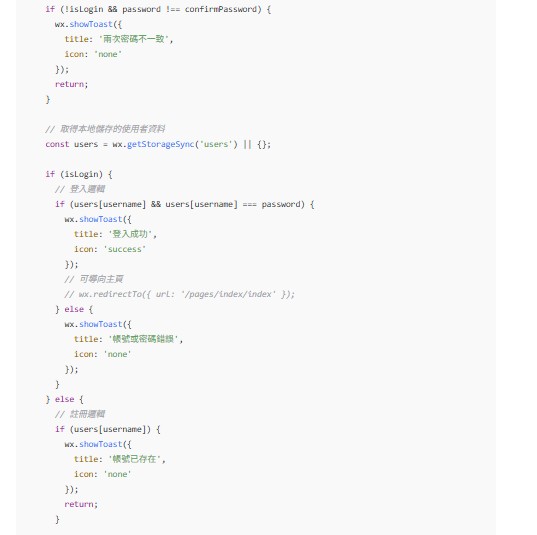 if (!isLogin && password !== confirmPassword) {
wx.showToast({
title: '兩次密碼不一致',
icon: 'none'
});
return;
}
// 取得本地儲存的使用者資料
const users = wx.getStorageSync('users') || {};
if (isLogin) {
// 登入邏輯
if (users[username] && users[username] === password) {
wx.showToast({
title: '登入成功',
icon: 'success'
});
// 可導向主頁
// wx.redirectTo({ url: '/pages/index/index' });
} else {
wx.showToast({
title: '帳號或密碼錯誤',
icon: 'none'
});
}
} else {
// 註冊邏輯
if (users[username]) {
wx.showToast({
title: '帳號已存在',
icon: 'none'
});
return;
}